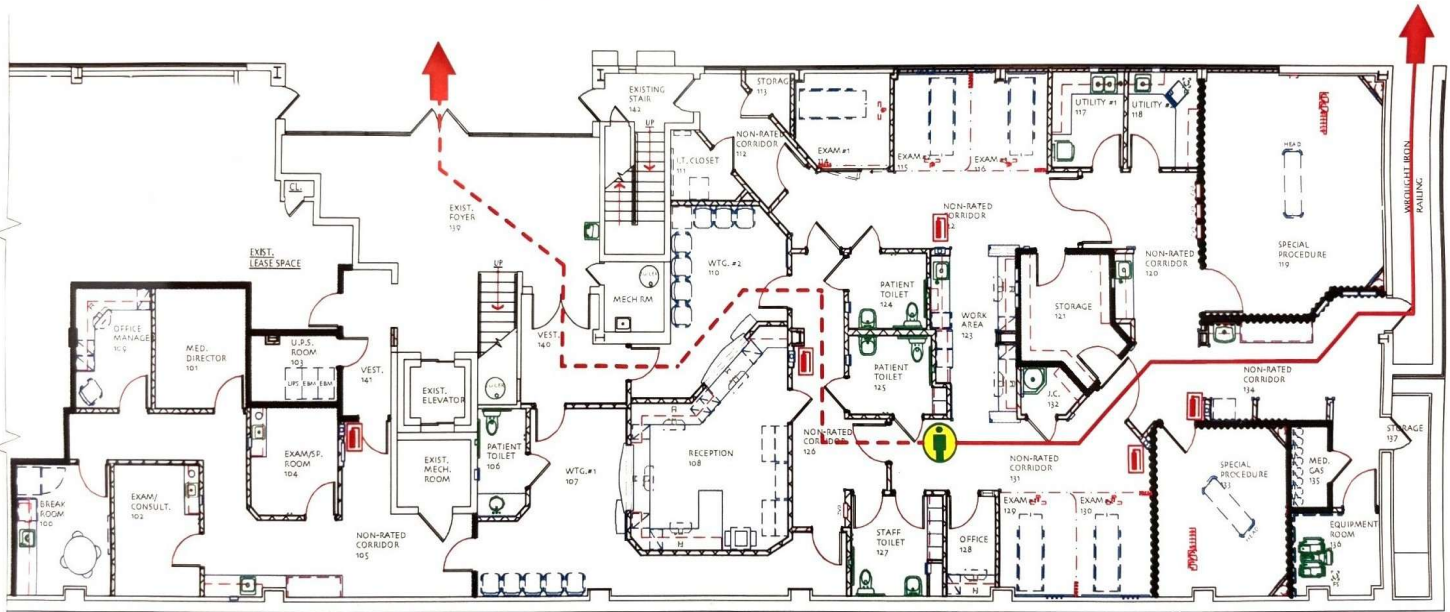 EXISTING
STAIR
142
UP
STORAGE
113
NON-RATED
CORRIDOR
112
I.T. CLOSET
111
EXAM #1
114
EXAM
115
EXAM
116
UTILITY #1
117
UTILITY
118
HEAD
SPECIAL
PROCEDURE
119
WROUGHT IRON
RAILING
CL.
EXIST.
FOYER
139
EXIST.
LEASE SPACE
NON-RATED
CORRIDOR
NON-RATED
CORRIDOR
120
WTG. #2
110
MECH RM
PATIENT
TOILET
124
WORK
AREA
123
STORAGE
121
UP
VEST.
140
OFFICE
MANAGE
109
MED.
DIRECTOR
101
U.P.S.
ROOM
103
UPS EBM EBM
VEST.
141
EXIST.
ELEVATOR
PATIENT
TOILET
125
J.C.
132
NON-RATED
CORRIDOR
134
STORAGE
137
EXAM/SP.
ROOM
104
EXIST.
MECH.
ROOM
PATIENT
TOILET
106
WTG.#1
107
RECEPTION
108
NON-RATED
CORRIDOR
126
NON-RATED
CORRIDOR
131
SPECIAL
PROCEDURE
133
HEAD
MED.
GAS
135
BREAK
ROOM
100
EXAM/
CONSULT.
102
NON-RATED
CORRIDOR
105
STAFF
TOILET
127
OFFICE
128
EXAM
129
EXAM
130
EQUIPMENT
ROOM
136